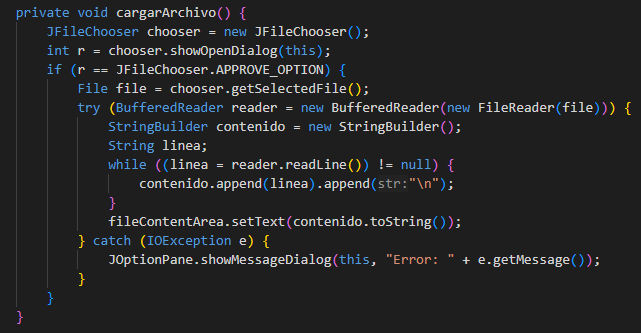 private void cargarArchivo() {
    JFileChooser chooser = new JFileChooser();
    int r = chooser.showOpenDialog(this);
    if (r == JFileChooser.APPROVE_OPTION) {
        File file = chooser.getSelectedFile();
        try (BufferedReader reader = new BufferedReader(new FileReader(file))) {
            StringBuilder contenido = new StringBuilder();
            String linea;
            while ((linea = reader.readLine()) != null) {
                contenido.append(linea).append(str:"\n");
            }
            fileContentArea.setText(contenido.toString());
        } catch (IOException e) {
            JOptionPane.showMessageDialog(this, "Error: " + e.getMessage());
        }
    }
}